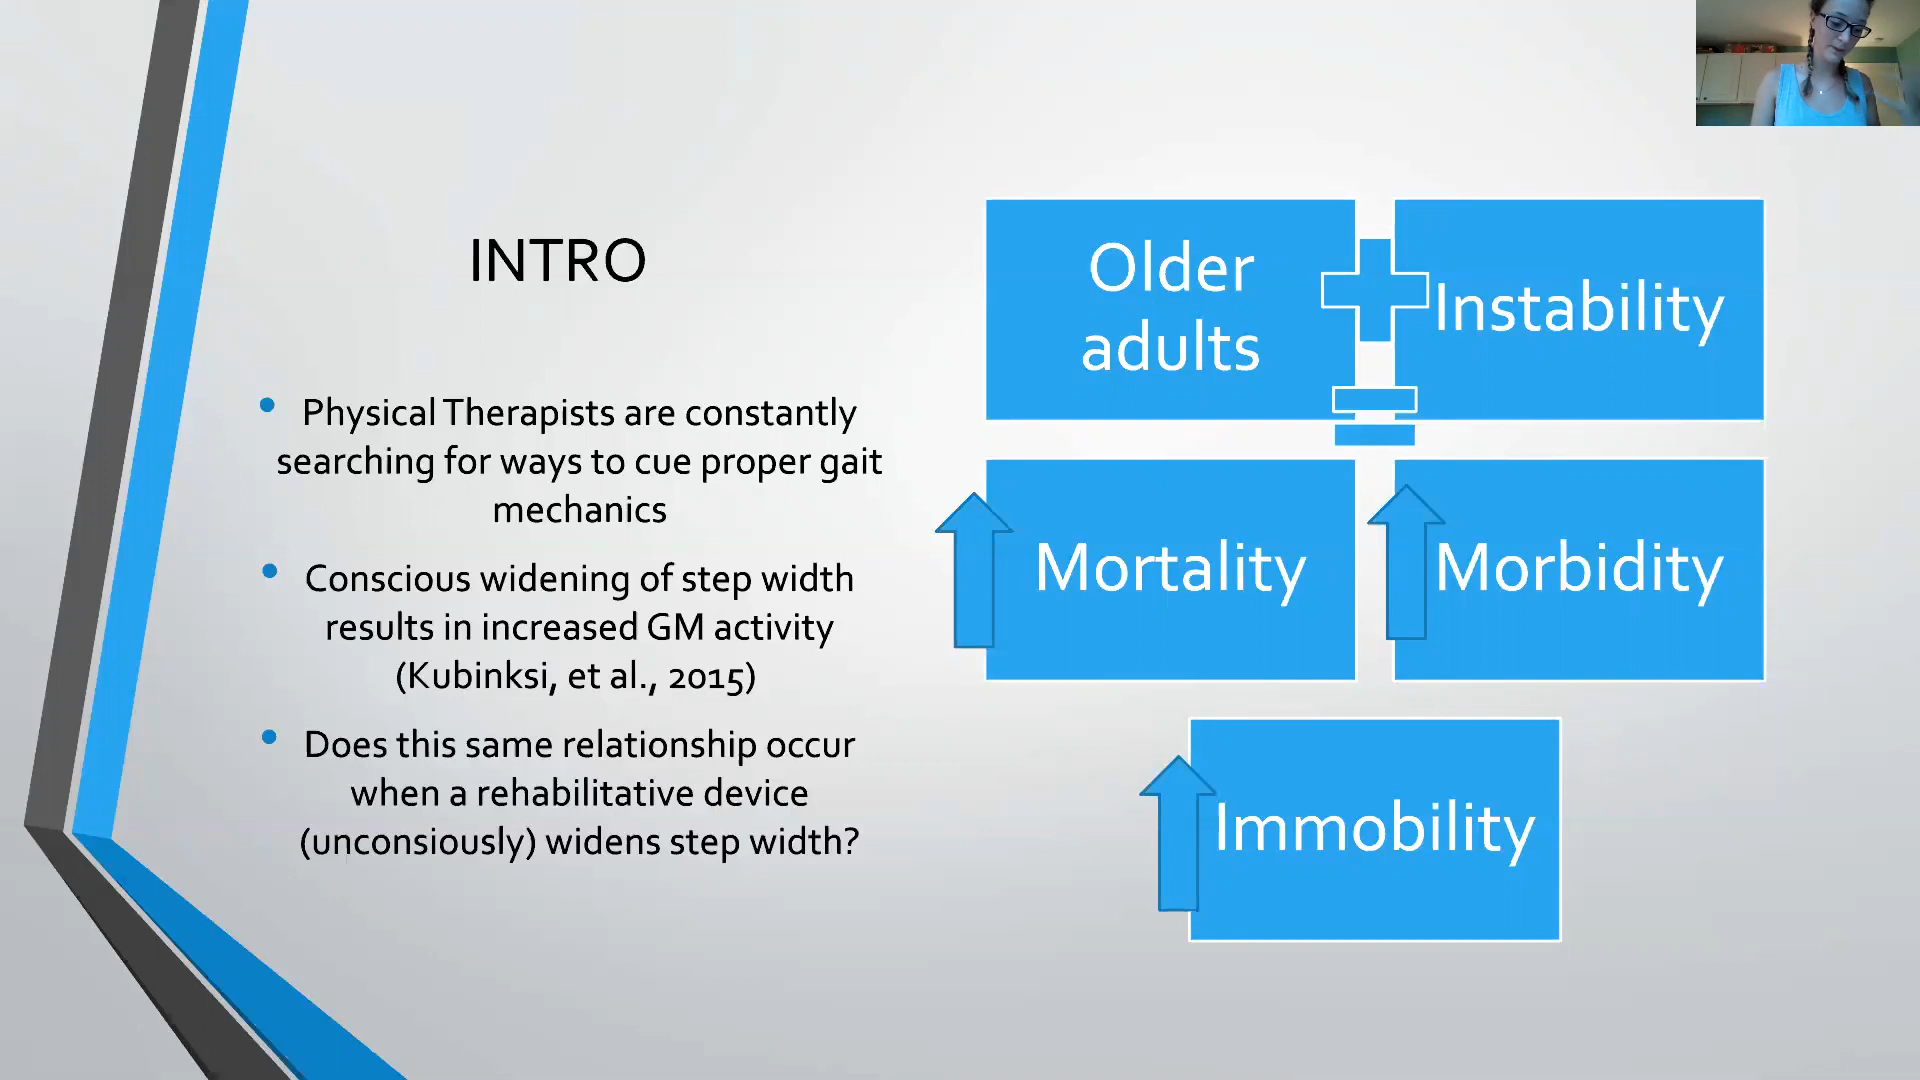 INTRO
Physical Therapists are constantly
searching for ways to cue proper gait
mechanics
Conscious widening of step width
results in increased GM activity
(Kubinksi, et al., 2015)
Does this same relationship occur
when a rehabilitative device
(unconsiously) widens step width?
Older
adults
Instability
Mortality
Morbidity
Immobility